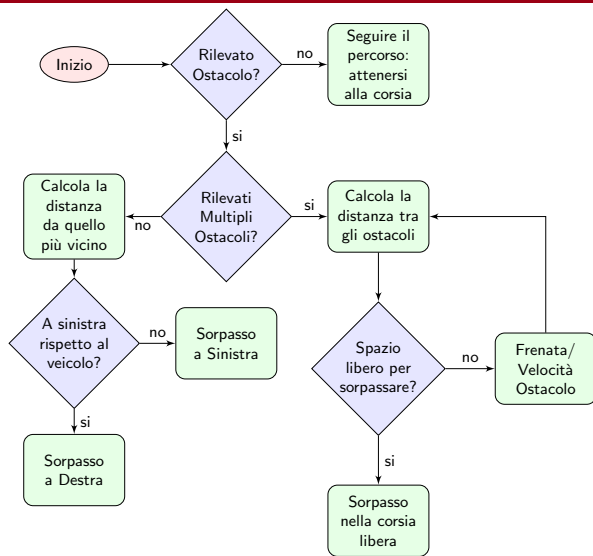 Inizio
Rilevato
Ostacolo?
no
Seguire il
percorso:
attenersi
alla corsia
si
Calcola la
distanza
da quello
più vicino
no
Rilevati
Multipli
Ostacoli?
si
Calcola la
distanza tra
gli ostacoli
A sinistra
rispetto al
veicolo?
no
Sorpasso
a Sinistra
Spazio
libero per
sorpassare?
no
Frenata/
Velocità
Ostacolo
si
Sorpasso
a Destra
si
Sorpasso
nella corsia
libera